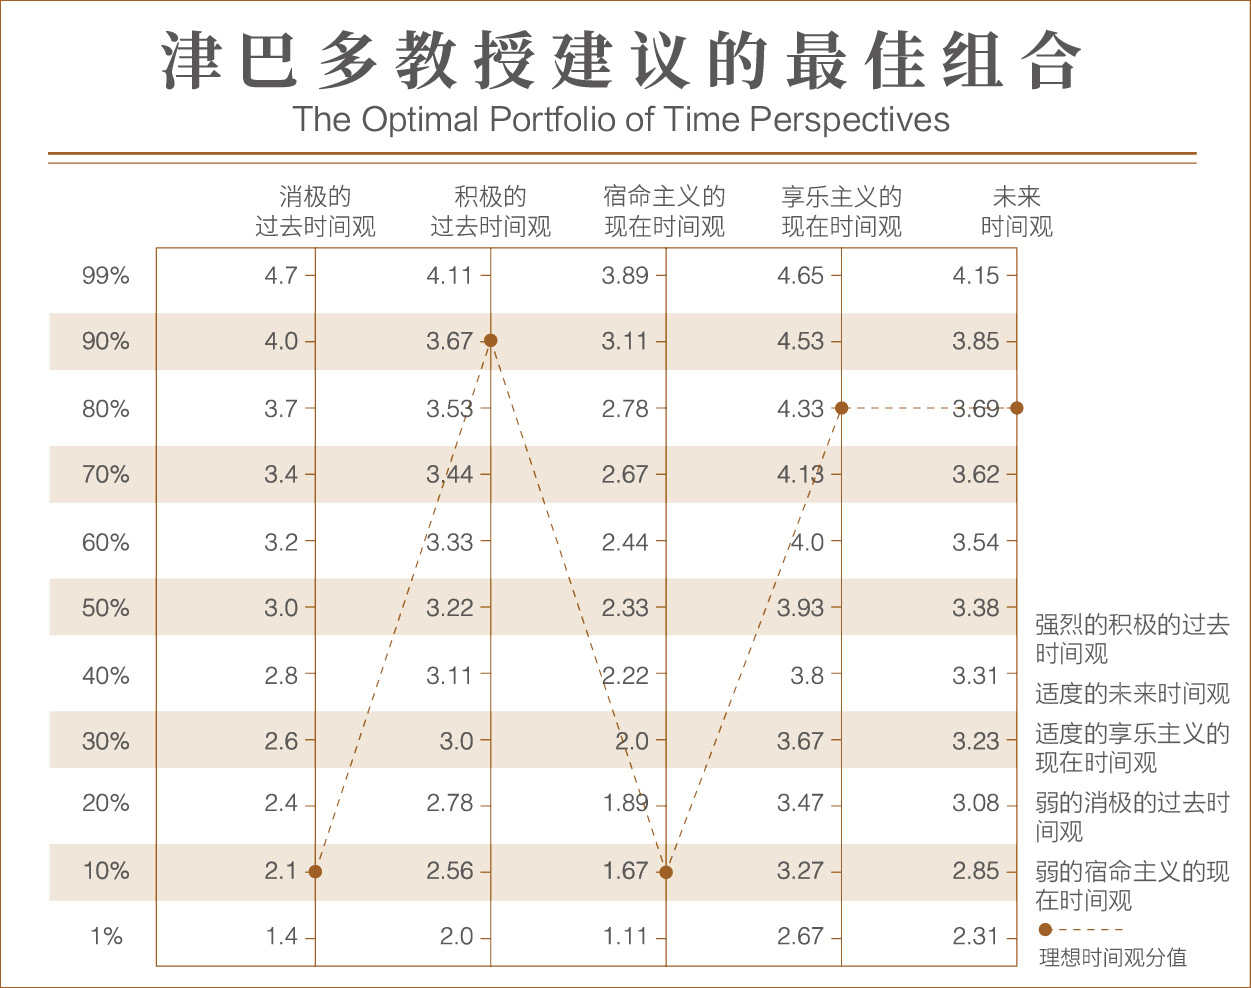 津巴多教授建议的最佳组合
The Optimal Portfolio of Time Perspectives
消极的 积极的 宿命主义的 享乐主义的 未来
过去时间观 过去时间观 现在时间观 现在时间观 时间观
99% 4.7 4.11 3.89 4.65 4.15
90% 4.0 3.67 3.11 4.53 3.85
80% 3.7 3.53 2.78 4.33 3.69
70% 3.4 3.44 2.67 4.13 3.62
60% 3.2 3.33 2.44 4.0 3.54
50% 3.0 3.22 2.33 3.93 3.38
40% 2.8 3.11 2.22 3.8 3.31
30% 2.6 3.0 2.0 3.67 3.23
20% 2.4 2.78 1.89 3.47 3.08
10% 2.1 2.56 1.67 3.27 2.85
1% 1.4 2.0 1.11 2.67 2.31
强烈的积极的过去
时间观
适度的未来时间观
适度的享乐主义的
现在时间观
弱的消极的过去时
间观
弱的宿命主义的现
在时间观
理想时间观分值